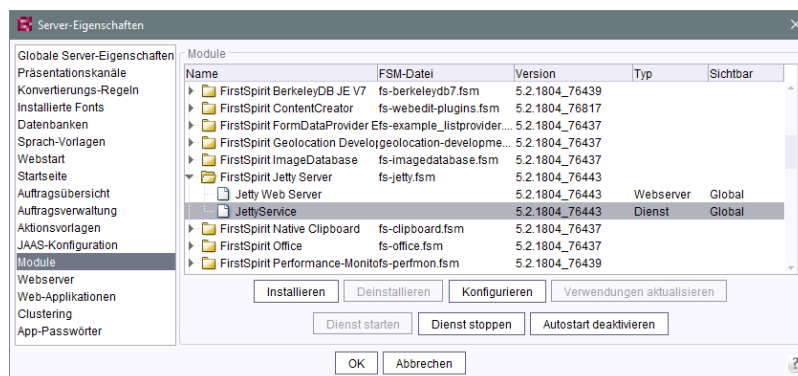 Server-Eigenschaften
Globale Server-Eigenschaften
Präsentationskanäle
Konvertierungs-Regeln
Installierte Fonts
Datenbanken
Sprach-Vorlagen
Webstart
Startseite
Auftragsübersicht
Auftragsverwaltung
Aktionsvorlagen
JAAS-Konfiguration
Module
Webserver
Web-Applikationen
Clustering
App-Passwörter
Module
Name FSM-Datei Version Typ Sichtbar
FirstSpirit BerkeleyDB JE V7 fs-berkeleydb7.fsm 5.2.1804_76439
FirstSpirit ContentCreator fs-webedit-plugins.fsm 5.2.1804_76817
FirstSpirit FormDataProvider E fs-example_listprovider.... 5.2.1804_76437
FirstSpirit Geolocation Develop geolocation-developme... 5.2.1804_76437
FirstSpirit ImageDatabase fs-imagedatabase.fsm 5.2.1804_76437
FirstSpirit Jetty Server fs-jetty.fsm 5.2.1804_76443
Jetty Web Server 5.2.1804_76443 Webserver Global
JettyService 5.2.1804_76443 Dienst Global
FirstSpirit Native Clipboard fs-clipboard.fsm 5.2.1804_76437
FirstSpirit Office fs-office.fsm 5.2.1804_76437
FirstSpirit Performance-Monito fs-perfmon.fsm 5.2.1804_76439
Installieren Deinstallieren Konfigurieren Verwendungen aktualisieren
Dienst starten Dienst stoppen Autostart deaktivieren
OK Abbrechen
?